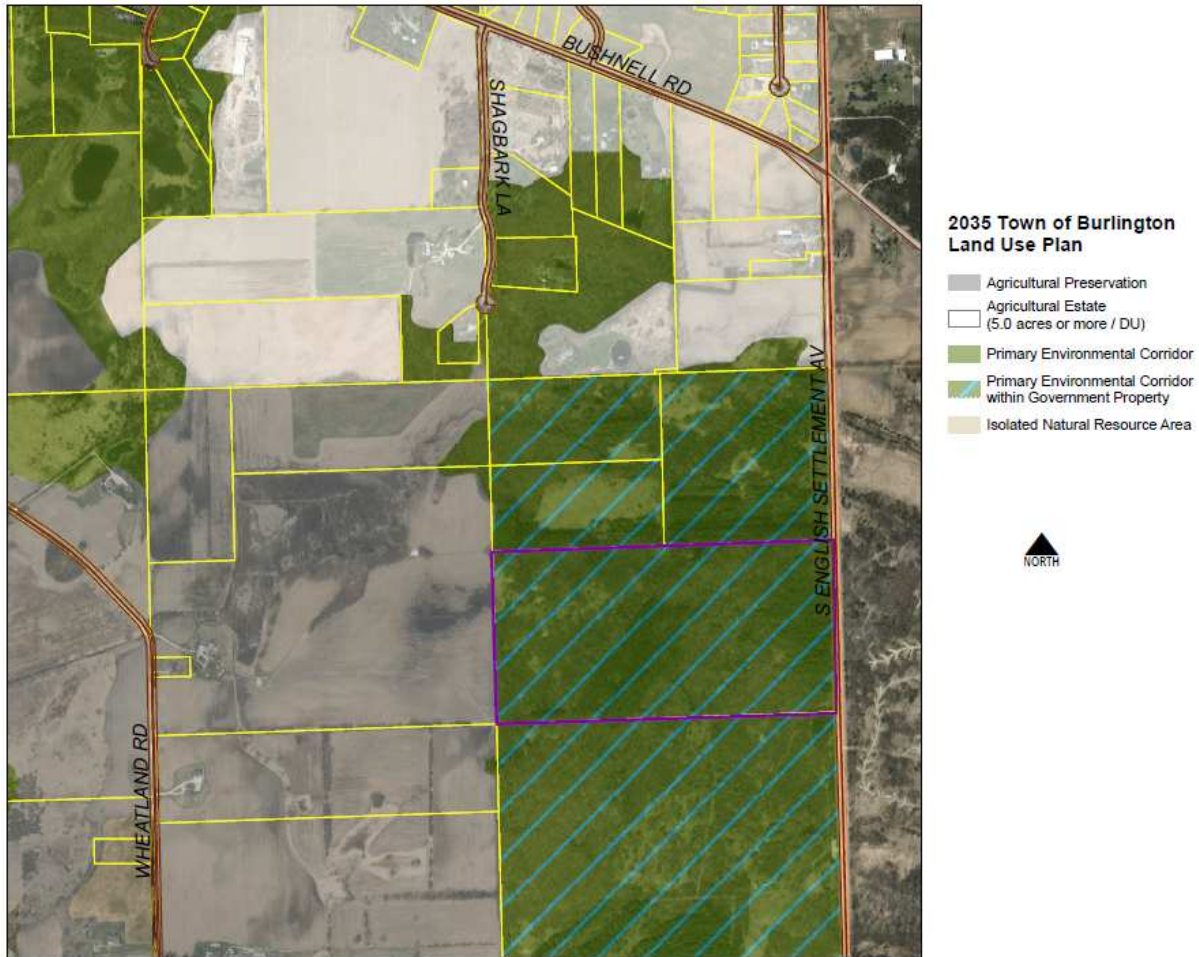 BUSHNELL RD
SHAGBARK LA
S ENGLISH SETTLEMENT AV
WHEATLAND RD
2035 Town of Burlington
Land Use Plan
Agricultural Preservation
Agricultural Estate
(5.0 acres or more / DU)
Primary Environmental Corridor
Primary Environmental Corridor
within Government Property
Isolated Natural Resource Area
NORTH